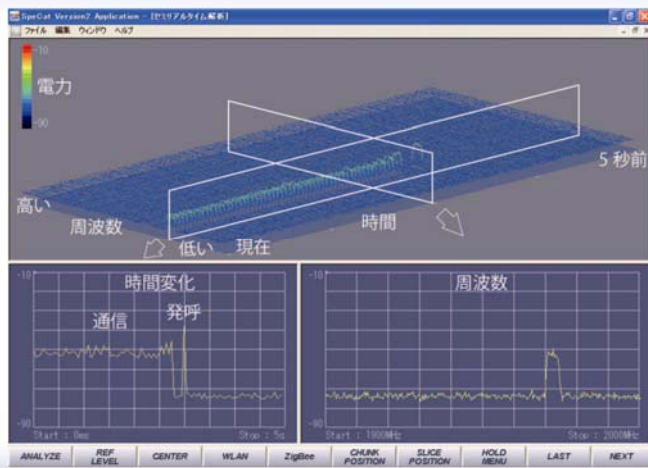 SpeCat Version2 Application - [セミリアルタイム解析]
ファイル 編集 ウィンドウ ヘルプ
-10
電力
-90
高い
周波数
低い
現在
時間
5 秒前
-10
時間変化
通信
発呼
-90
Start : 0ms
Stop : 5s
-10
周波数
-90
Start : 1900MHz
Stop : 2000MHz
ANALYZE
REF LEVEL
CENTER
WLAN
ZigBee
CHUNK POSITION
SLICE POSITION
HOLD MENU
LAST
NEXT